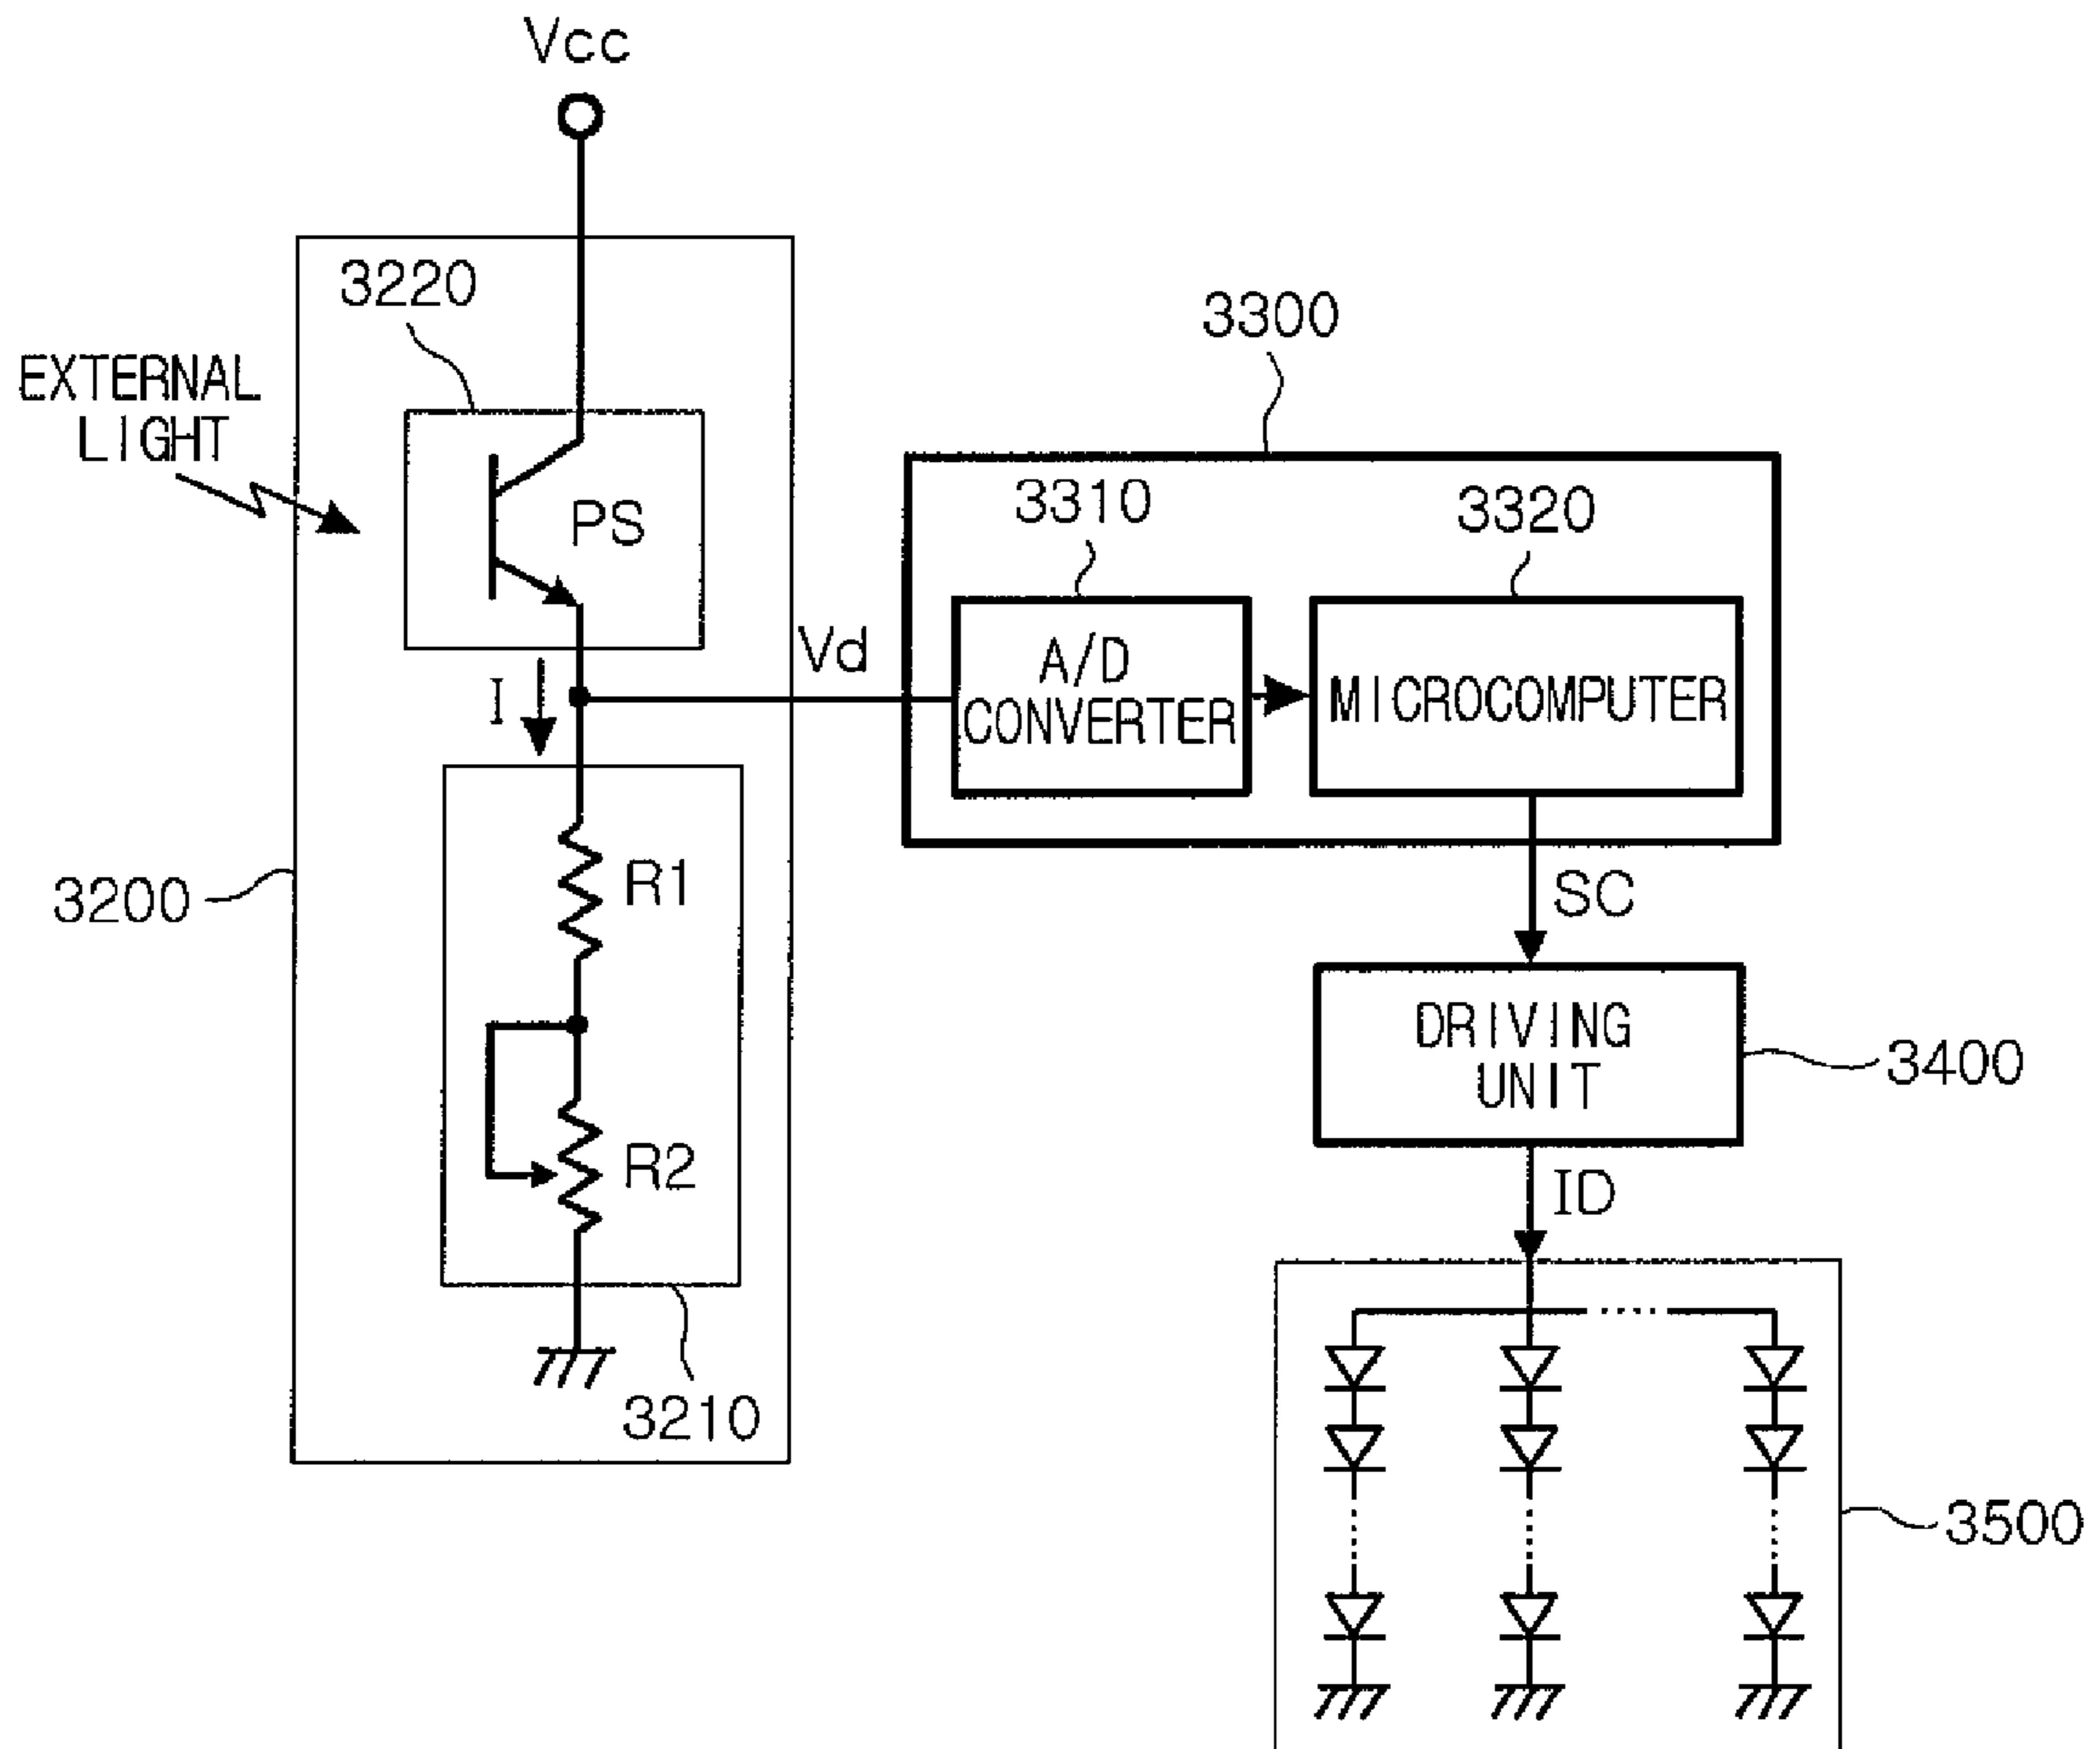 Vcc
3220
EXTERNAL
LIGHT
PS
3300
3310
3320
Vd
A/D
CONVERTER
MICROCOMPUTER
I
R1
3200
SC
DRIVING
UNIT
3400
R2
ID
3210
3500